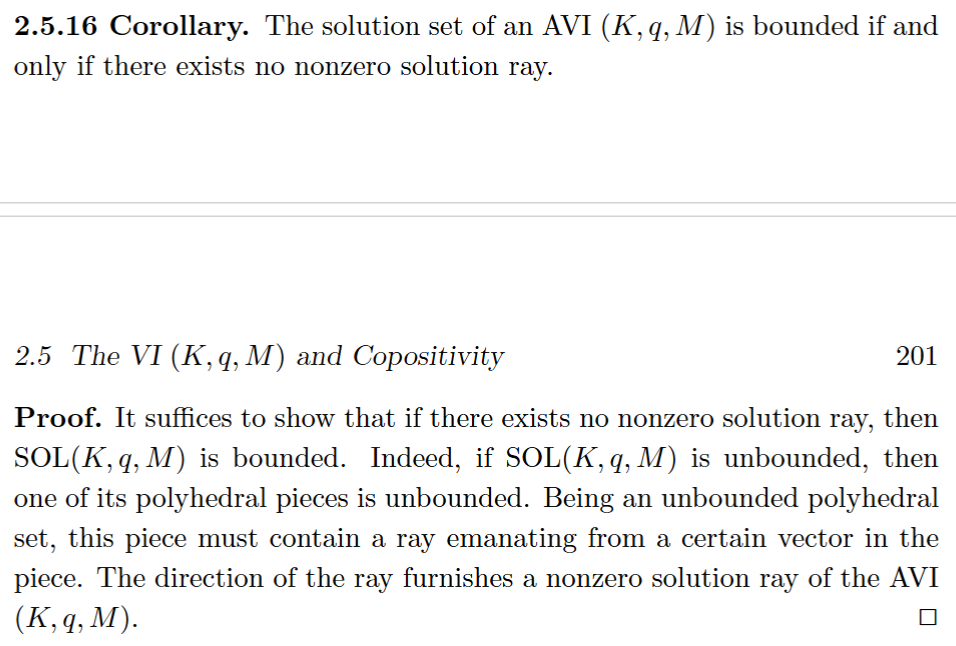 2.5.16 Corollary. The solution set of an AVI (K, q, M) is bounded if and
only if there exists no nonzero solution ray.
2.5 The VI (K, q, M) and Copositivity 201
Proof. It suffices to show that if there exists no nonzero solution ray, then
SOL(K, q, M) is bounded. Indeed, if SOL(K, q, M) is unbounded, then
one of its polyhedral pieces is unbounded. Being an unbounded polyhedral
set, this piece must contain a ray emanating from a certain vector in the
piece. The direction of the ray furnishes a nonzero solution ray of the AVI
(K, q, M). □